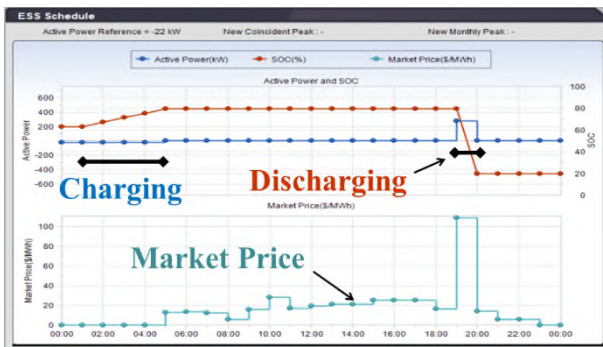 ESS Schedule
Active Power Reference = -22 kW New Coincident Peak : - New Monthly Peak : -
Active Power(kW) SOC(%) Market Price($/MWh)
Active Power and SOC
600
400
200
-200
-400
-600
Active Power
100
80
60
40
20
0
SOC
Charging
Discharging
Market Price($/MWh)
100
80
60
40
20
0
Market Price($/MWh)
Market Price
00:00 02:00 04:00 06:00 08:00 10:00 12:00 14:00 16:00 18:00 20:00 22:00 00:00